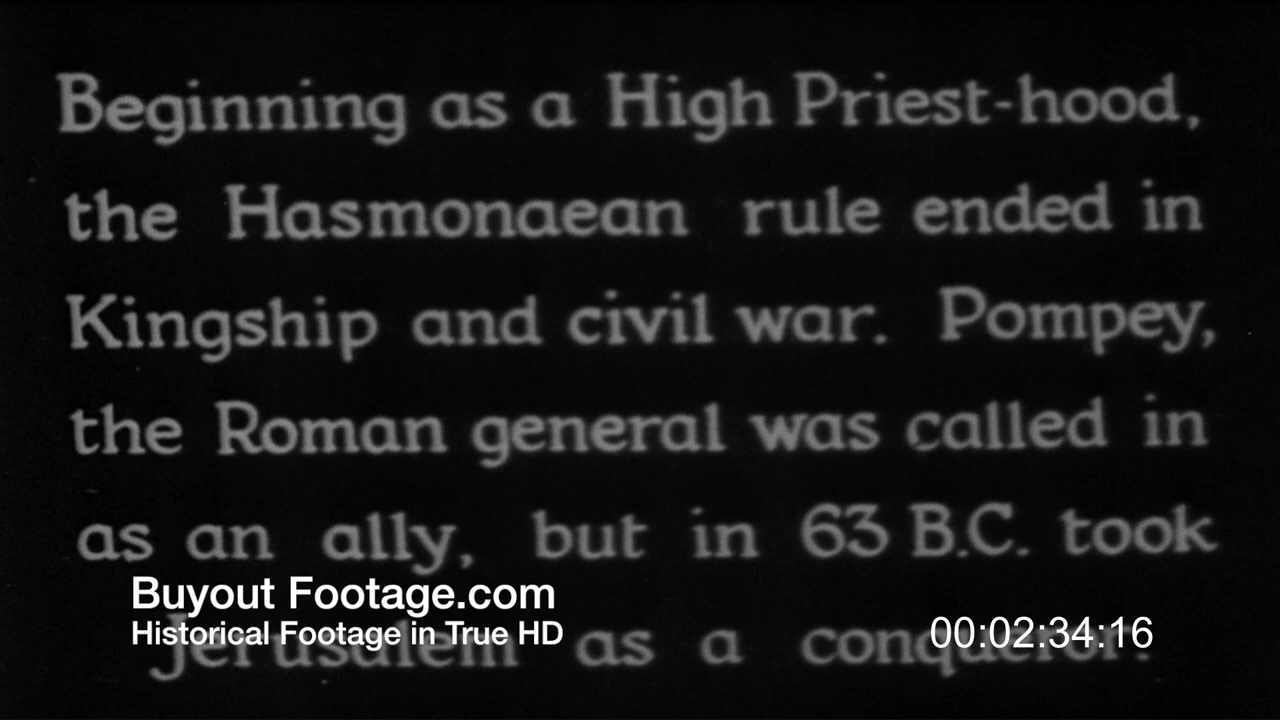 Beginning as a High Priest-hood,
the Hasmonaean rule ended in
Kingship and civil war. Pompey,
the Roman general was called in
as an ally, but in 63 B.C. took
Buyout Footage.com
Historical Footage in True HD
00:02:34:16
Jerusalem as a conqueror.